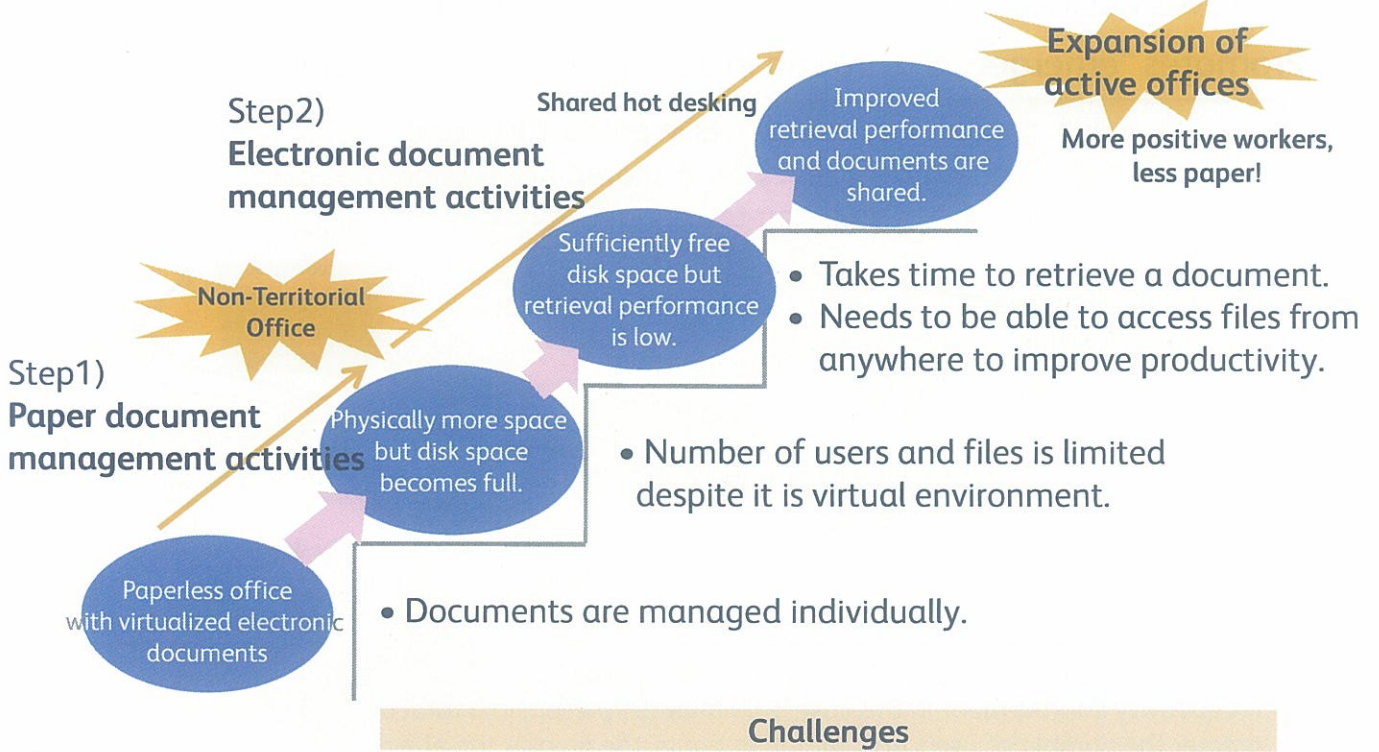 Expansion of
active offices
More positive workers,
less paper!
Shared hot desking
Improved
retrieval performance
and documents are
shared.
Step2)
Electronic document
management activities
Sufficiently free
disk space but
retrieval performance
is low.
• Takes time to retrieve a document.
• Needs to be able to access files from
anywhere to improve productivity.
Non-Territorial
Office
Step1)
Paper document
management activities
Physically more space
but disk space
becomes full.
• Number of users and files is limited
despite it is virtual environment.
Paperless office
with virtualized electronic
documents
• Documents are managed individually.
Challenges